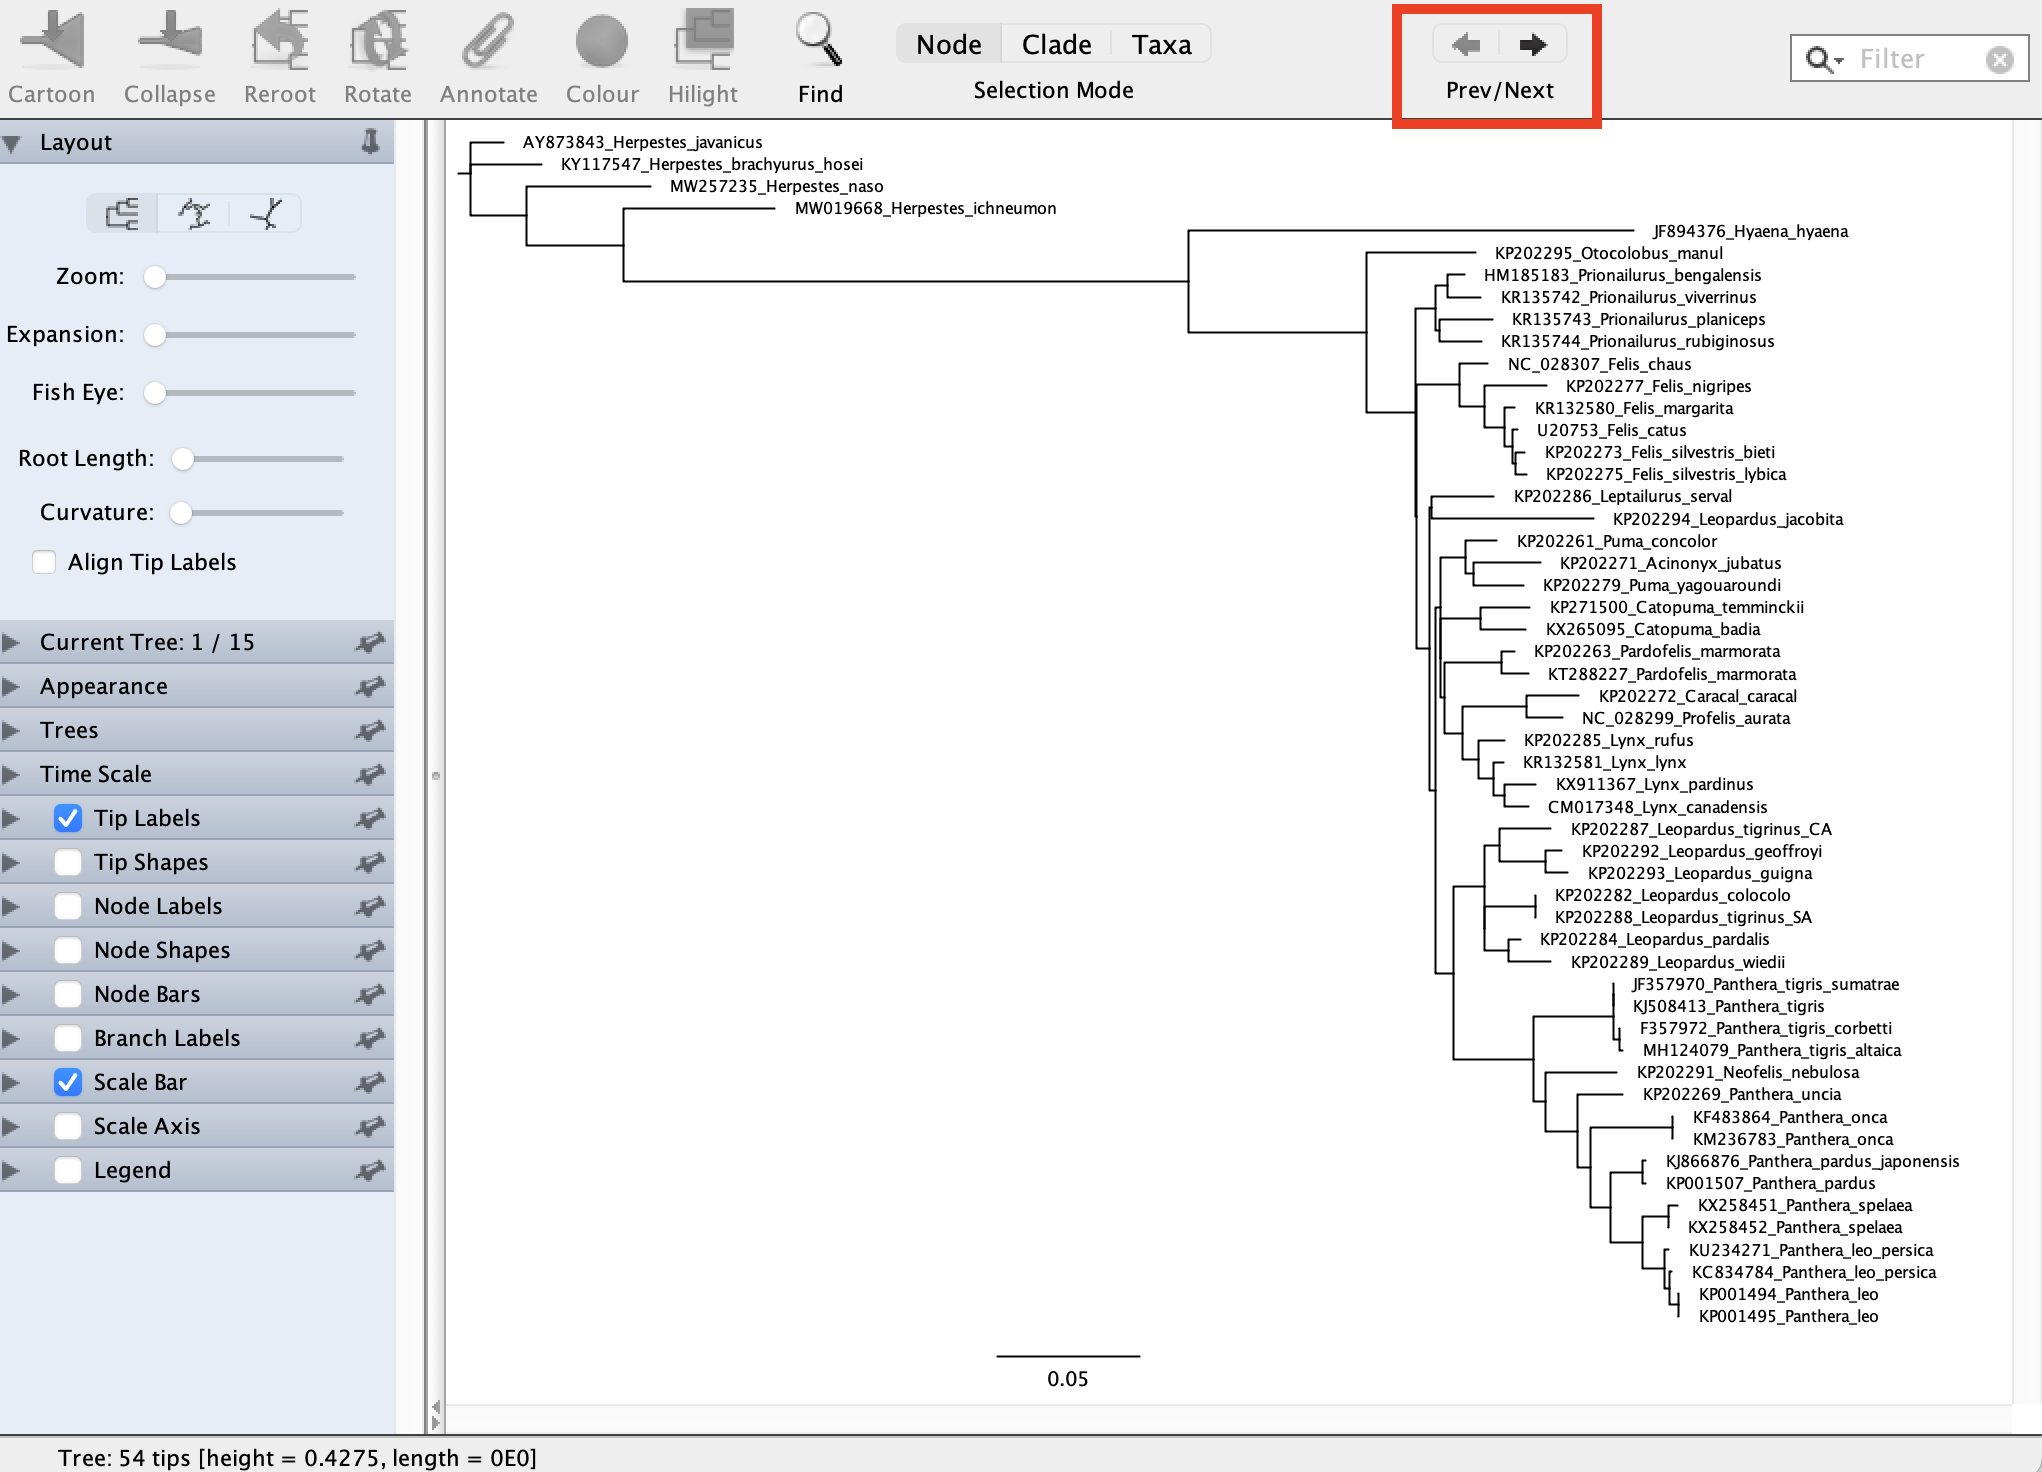 Cartoon Collapse Reroot Rotate Annotate Colour Hilight Find
Node Clade Taxa
Selection Mode
Prev/Next
Filter
Layout
Zoom:
Expansion:
Fish Eye:
Root Length:
Curvature:
Align Tip Labels
Current Tree: 1 / 15
Appearance
Trees
Time Scale
Tip Labels
Tip Shapes
Node Labels
Node Shapes
Node Bars
Branch Labels
Scale Bar
Scale Axis
Legend
AY873843_Herpestes_javanicus
KY117547_Herpestes_brachyurus_hosei
MW257235_Herpestes_naso
MW019668_Herpestes_ichneumon
JF894376_Hyaena_hyaena
KP202295_Otocolobus_manul
HM185183_Prionailurus_bengalensis
KR135742_Prionailurus_viverrinus
KR135743_Prionailurus_planiceps
KR135744_Prionailurus_rubiginosus
NC_028307_Felis_chaus
KP202277_Felis_nigripes
KR132580_Felis_margarita
U20753_Felis_catus
KP202273_Felis_silvestris_bieti
KP202275_Felis_silvestris_lybica
KP202286_Leptailurus_serval
KP202294_Leopardus_jacobita
KP202261_Puma_concolor
KP202271_Acinonyx_jubatus
KP202279_Puma_yagouaroundi
KP271500_Catopuma_temminckii
KX265095_Catopuma_badia
KP202263_Pardofelis_marmorata
KT288227_Pardofelis_marmorata
KP202272_Caracal_caracal
NC_028299_Profelis_aurata
KP202285_Lynx_rufus
KR132581_Lynx_lynx
KX911367_Lynx_pardinus
CM017348_Lynx_canadensis
KP202287_Leopardus_tigrinus_CA
KP202292_Leopardus_geoffroyi
KP202293_Leopardus_guigna
KP202282_Leopardus_colocolo
KP202288_Leopardus_tigrinus_SA
KP202284_Leopardus_pardalis
KP202289_Leopardus_wiedii
JF357970_Panthera_tigris_sumatrae
KJ508413_Panthera_tigris
F357972_Panthera_tigris_corbetti
MH124079_Panthera_tigris_altaica
KP202291_Neofelis_nebulosa
KP202269_Panthera_uncia
KF483864_Panthera_onca
KM236783_Panthera_onca
KJ866876_Panthera_pardus_japonensis
KP001507_Panthera_pardus
KX258451_Panthera_spelaea
KX258452_Panthera_spelaea
KU234271_Panthera_leo_persica
KC834784_Panthera_leo_persica
KP001494_Panthera_leo
KP001495_Panthera_leo
0.05
Tree: 54 tips [height = 0.4275, length = 0E0]